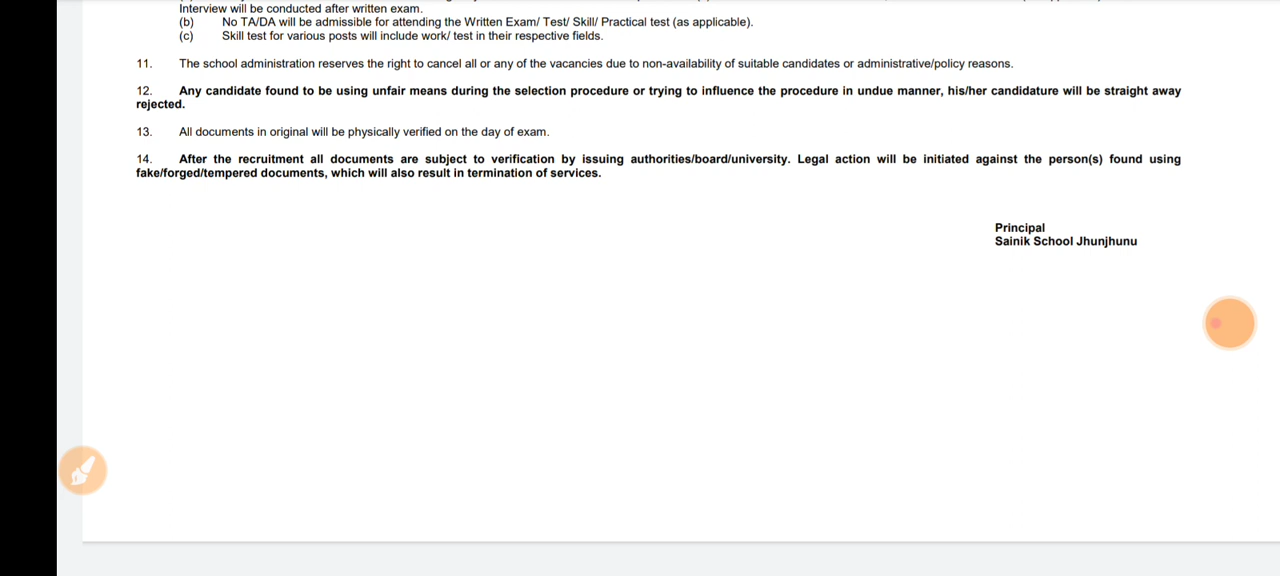 Interview will be conducted after written exam.
(b) No TA/DA will be admissible for attending the Written Exam/ Test/ Skill/ Practical test (as applicable).
(c) Skill test for various posts will include work/ test in their respective fields.
11. The school administration reserves the right to cancel all or any of the vacancies due to non-availability of suitable candidates or administrative/policy reasons.
12. Any candidate found to be using unfair means during the selection procedure or trying to influence the procedure in undue manner, his/her candidature will be straight away
rejected.
13. All documents in original will be physically verified on the day of exam.
14. After the recruitment all documents are subject to verification by issuing authorities/board/university. Legal action will be initiated against the person(s) found using
fake/forged/tempered documents, which will also result in termination of services.
Principal
Sainik School Jhunjhunu